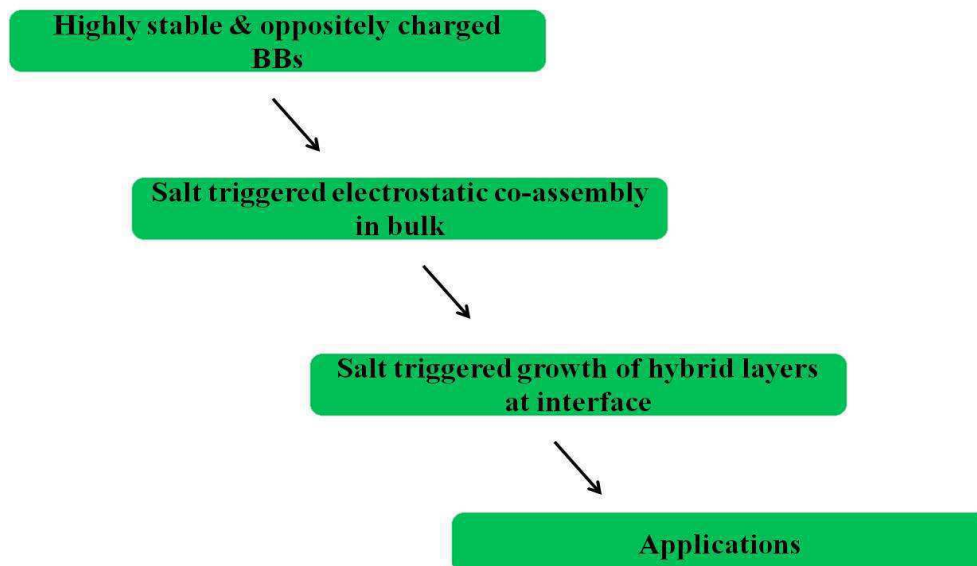 Highly stable & oppositely charged
BBs
Salt triggered electrostatic co-assembly
in bulk
Salt triggered growth of hybrid layers
at interface
Applications